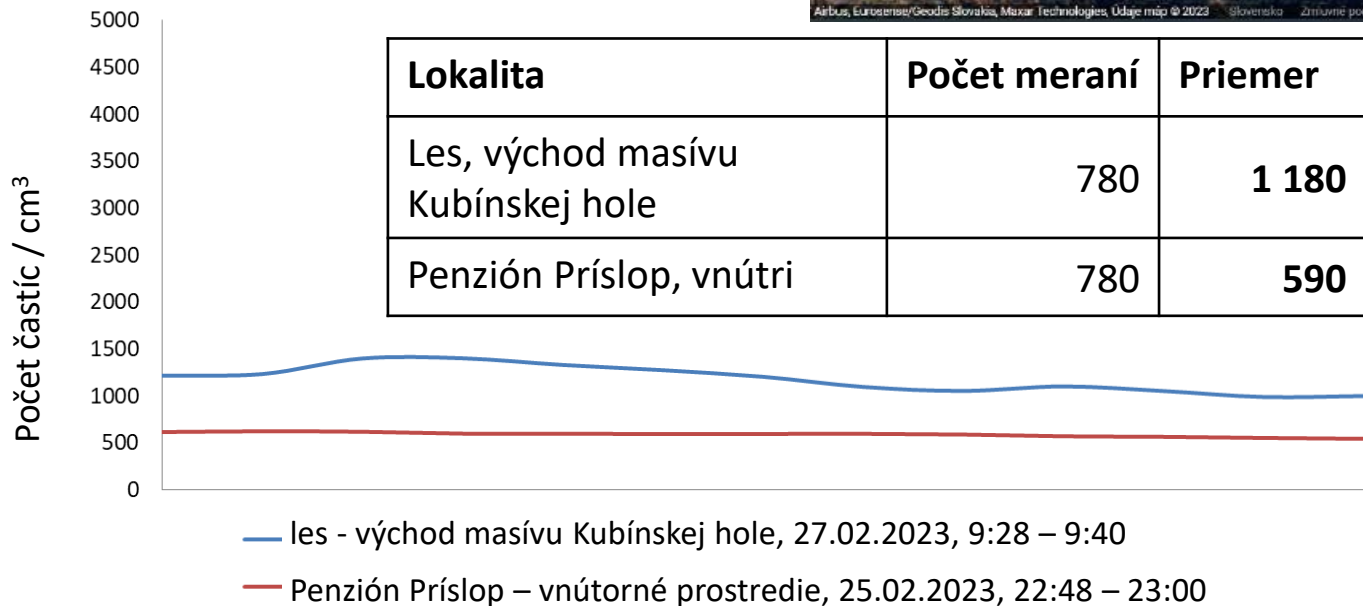 Airbus, Eurosense/Geodis Slovakia, Maxar Technologies, Údaje máp © 2023 Slovensko Zmluvné
5000
4500
4000
3500
3000
2500
2000
1500
1000
500
0
Počet častíc / cm³
Lokalita Počet meraní Priemer
Les, východ masívu
Kubínskej hole 780 1 180
Penzión Príslop, vnútri 780 590
les - východ masívu Kubínskej hole, 27.02.2023, 9:28 – 9:40
Penzión Príslop – vnútorné prostredie, 25.02.2023, 22:48 – 23:00